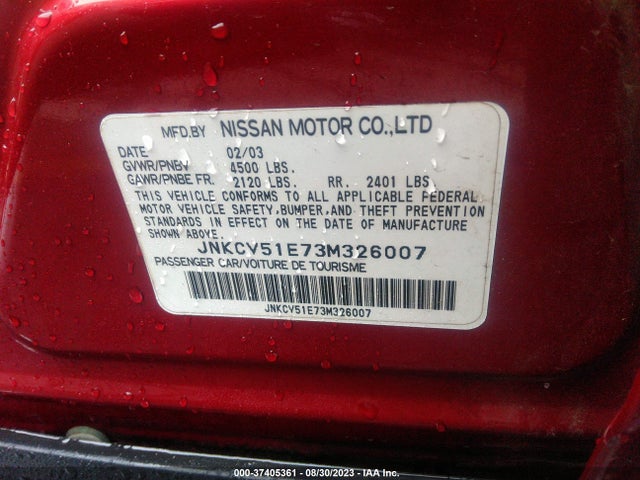 MFD.BY NISSAN MOTOR CO.,LTD
DATE 02/03
GVWR/PNBV 4500 LBS.
GAWR/PNBE FR. 2120 LBS. RR. 2401 LBS.
THIS VEHICLE CONFORMS TO ALL APPLICABLE FEDERAL
MOTOR VEHICLE SAFETY,BUMPER,AND THEFT PREVENTION
STANDARDS IN EFFECT ON THE DATE OF MANUFACTURE
SHOWN ABOVE.
JNKCV51E73M326007
PASSENGER CAR/VOITURE DE TOURISME
JNKCV51E73M326007
000-37405361 | 08/30/2023 - IAA Inc.